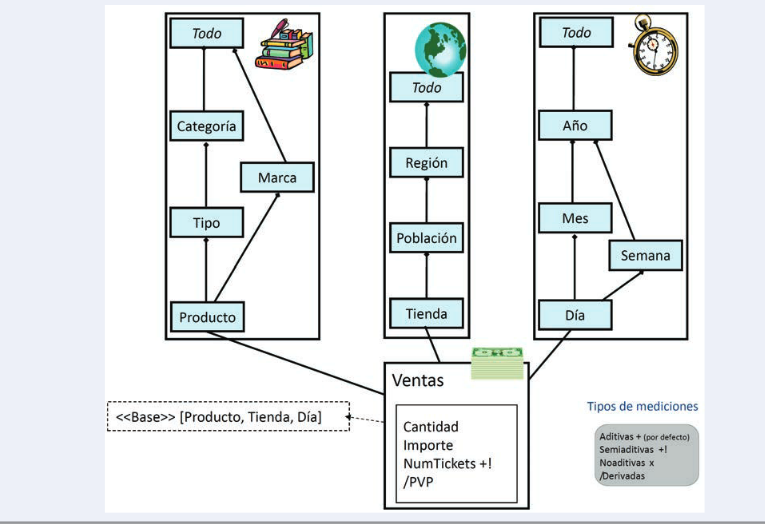 Todo
Todo
Todo
Categoría
Año
Región
Marca
Tipo
Mes
Población
Semana
Producto
Tienda
Día
Ventas
<<Base>> [Producto, Tienda, Día]
Cantidad
Importe
NumTickets +!
/PVP
Tipos de mediciones
Aditivas + (por defecto)
Semiaditivas +!
Noaditivas x
/Derivadas